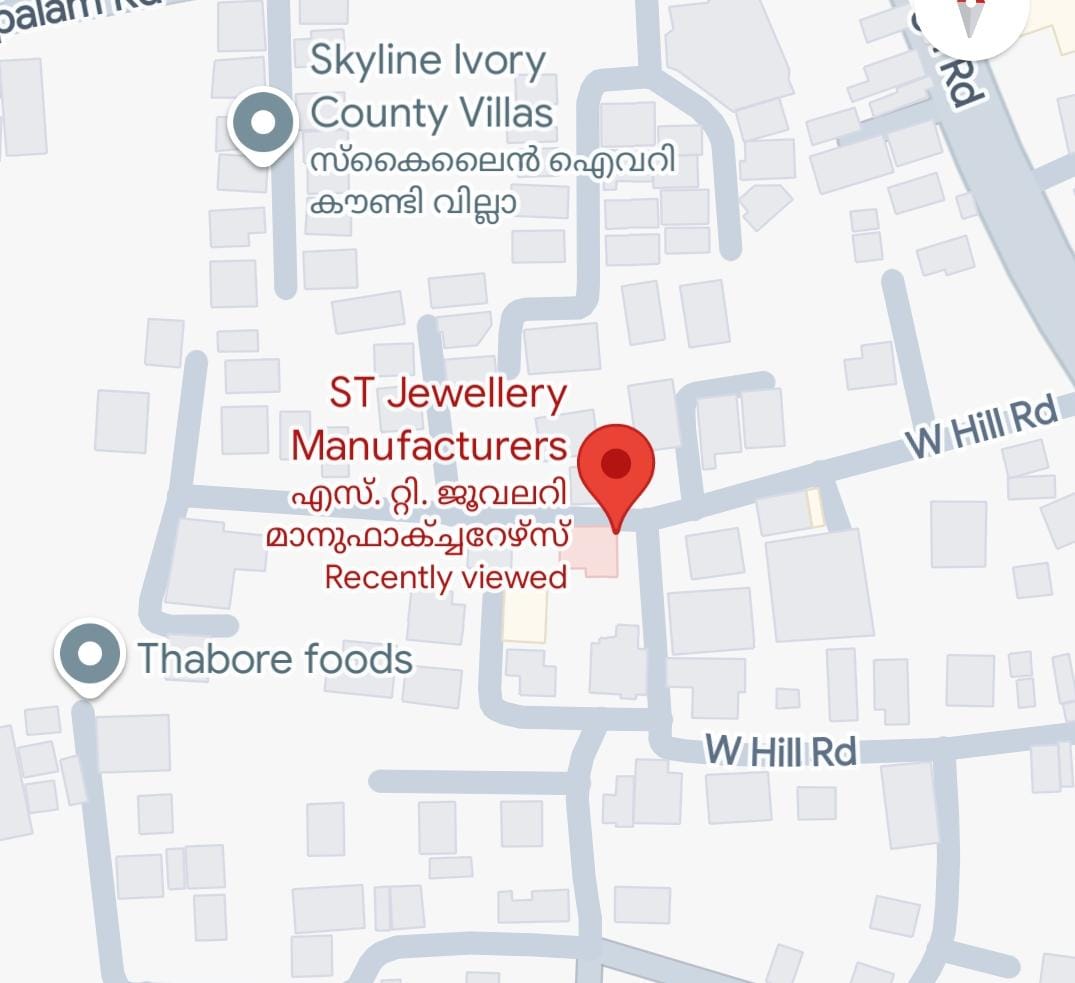 Skyline Ivory
County Villas
സ്കൈലൈൻ ഐവറി
കൗണ്ടി വില്ലാ
Rd
ST Jewellery
Manufacturers
എസ്. റ്റി. ജൂവലറി
മാനുഫാക്ച്ചറേഴ്സ്
Recently viewed
W Hill Rd
Thabore foods
W Hill Rd